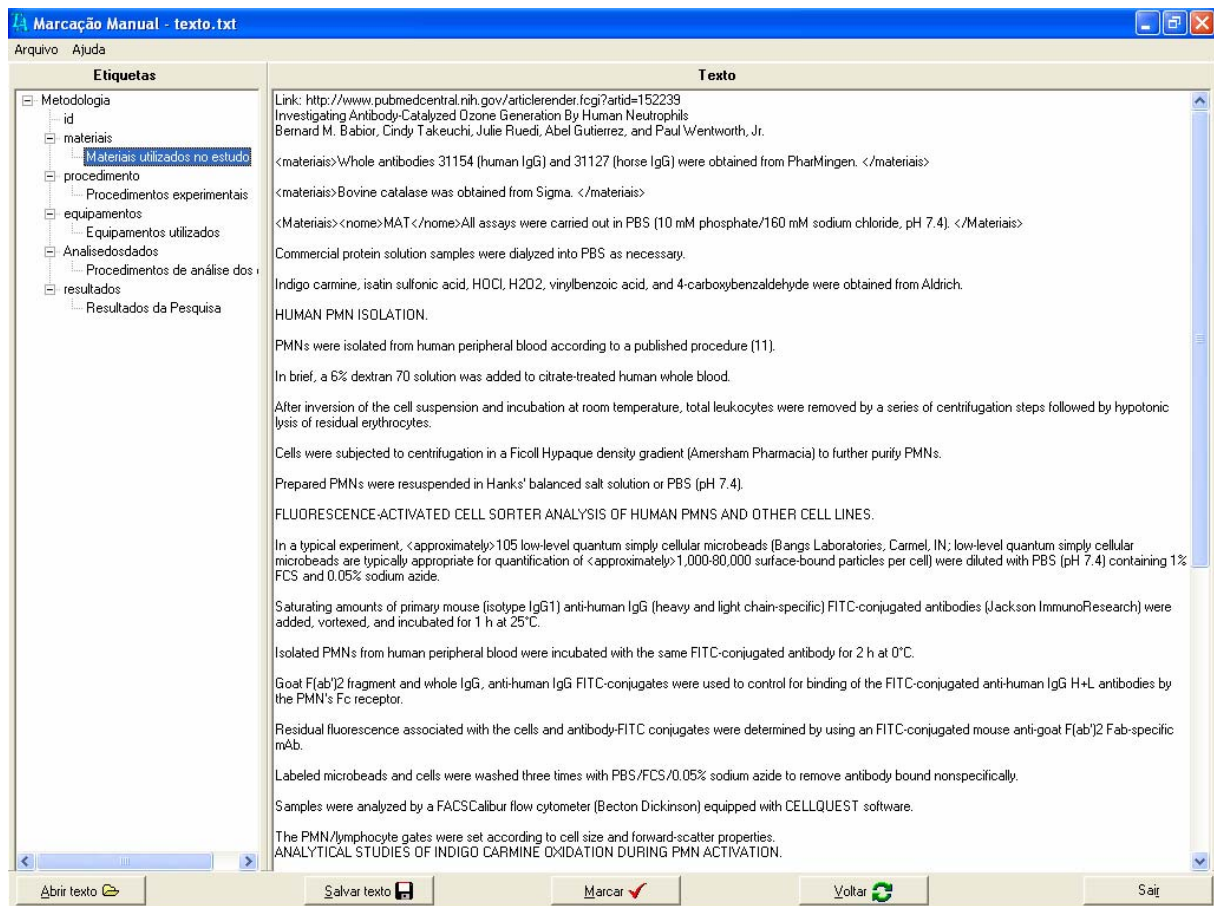 Marcação Manual - texto.txt
Arquivo Ajuda
Etiquetas
Texto
Metodologia
id
materiais
Materiais utilizados no estudo
procedimento
Procedimentos experimentais
equipamentos
Equipamentos utilizados
Analisedosdados
Procedimentos de análise dos
resultados
Resultados da Pesquisa
Link: http://www.pubmedcentral.nih.gov/articlerender.fcgi?artid=152239
Investigating Antibody-Catalyzed Ozone Generation By Human Neutrophils
Bernard M. Babior, Cindy Takeuchi, Julie Ruedi, Abel Gutierrez, and Paul Wentworth, Jr.
<materiais>Whole antibodies 31154 (human IgG) and 31127 (horse IgG) were obtained from PharMingen. </materiais>
<materiais>Bovine catalase was obtained from Sigma. </materiais>
<Materiais><nome>MAT</nome>All assays were carried out in PBS (10 mM phosphate/160 mM sodium chloride, pH 7.4). </Materiais>
Commercial protein solution samples were dialyzed into PBS as necessary.
Indigo carmine, isatin sulfonic acid, HOCl, H2O2, vinylbenzoic acid, and 4-carboxybenzaldehyde were obtained from Aldrich.
HUMAN PMN ISOLATION.
PMNs were isolated from human peripheral blood according to a published procedure (11).
In brief, a 6% dextran 70 solution was added to citrate-treated human whole blood.
After inversion of the cell suspension and incubation at room temperature, total leukocytes were removed by a series of centrifugation steps followed by hypotonic
lysis of residual erythrocytes.
Cells were subjected to centrifugation in a Ficoll Hypaque density gradient (Amersham Pharmacia) to further purify PMNs.
Prepared PMNs were resuspended in Hanks' balanced salt solution or PBS (pH 7.4).
FLUORESCENCE-ACTIVATED CELL SORTER ANALYSIS OF HUMAN PMNS AND OTHER CELL LINES.
In a typical experiment, <approximately>105 low-level quantum simply cellular microbeads (Bangs Laboratories, Carmel, IN; low-level quantum simply cellular
microbeads are typically appropriate for quantification of <approximately>1,000-80,000 surface-bound particles per cell) were diluted with PBS (pH 7.4) containing 1%
FCS and 0.05% sodium azide.
Saturating amounts of primary mouse (isotype IgG1) anti-human IgG (heavy and light chain-specific) FITC-conjugated antibodies (Jackson ImmunoResearch) were
added, vortexed, and incubated for 1 h at 25°C.
Isolated PMNs from human peripheral blood were incubated with the same FITC-conjugated antibody for 2 h at 0°C.
Goat F(ab')2 fragment and whole IgG, anti-human IgG FITC-conjugates were used to control for binding of the FITC-conjugated anti-human IgG H+L antibodies by
the PMN's Fc receptor.
Residual fluorescence associated with the cells and antibody-FITC conjugates were determined by using an FITC-conjugated mouse anti-goat F(ab')2 Fab-specific
mAb.
Labeled microbeads and cells were washed three times with PBS/FCS/0.05% sodium azide to remove antibody bound nonspecifically.
Samples were analyzed by a FACSCalibur flow cytometer (Becton Dickinson) equipped with CELLQUEST software.
The PMN/lymphocyte gates were set according to cell size and forward-scatter properties.
ANALYTICAL STUDIES OF INDIGO CARMINE OXIDATION DURING PMN ACTIVATION.
Abrir texto
Salvar texto
Marcar
Voltar
Sair